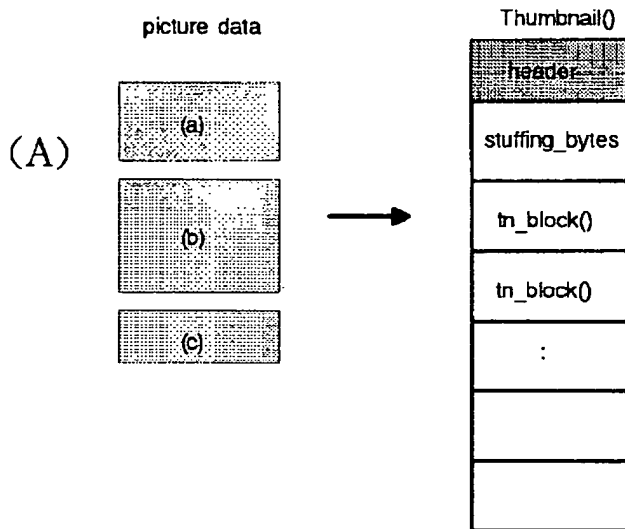 picture data
Thumbnail()
(A)
(a)
(b)
(c)
header
stuffing_bytes
tn_block()
tn_block()
: